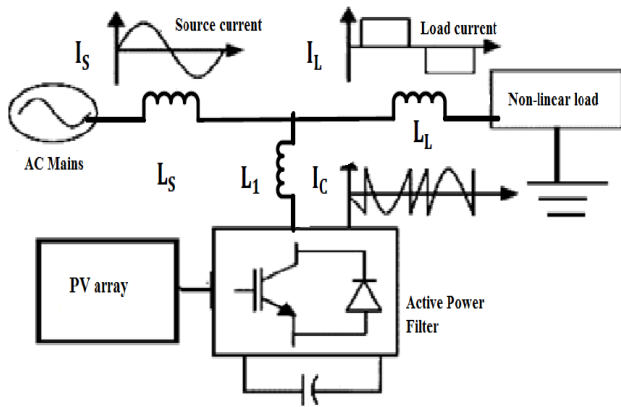 I_S
Source current
I_L
Load current
AC Mains
L_S
L_1
I_C
L_L
Non-linear load
PV array
Active Power
Filter